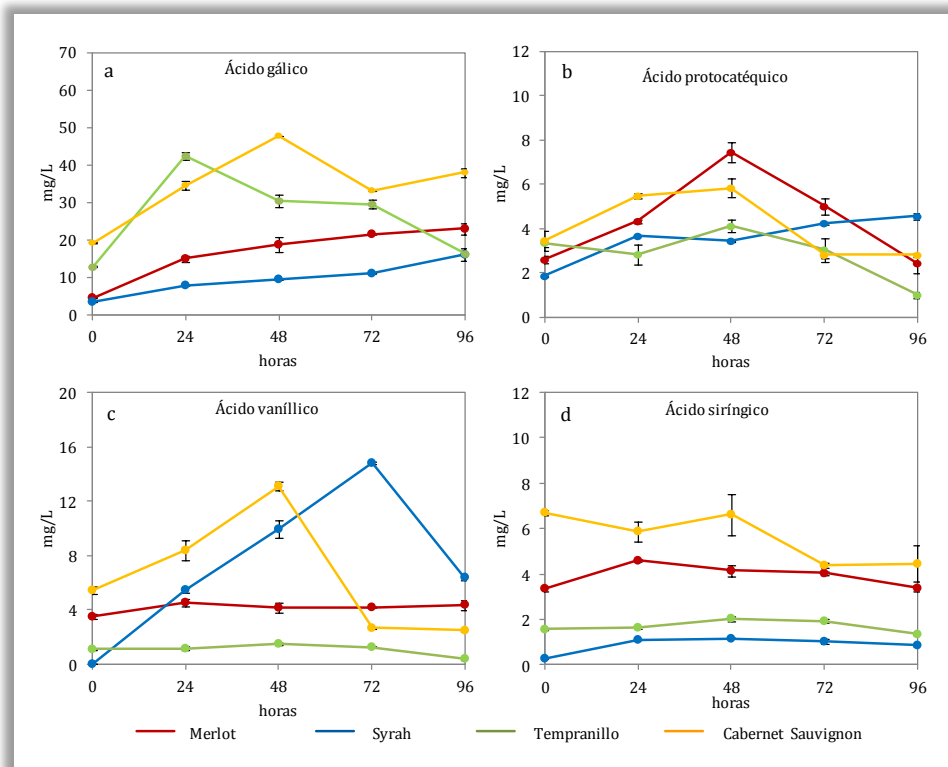 a
Ácido gálico
70
60
50
40
30
20
10
0
mg/L
0 24 48 72 96
horas
b
Ácido protocatéquico
12
10
8
6
4
2
0
mg/L
0 24 48 72 96
horas
c
Ácido vaníllico
20
16
12
8
4
0
mg/L
0 24 48 72 96
horas
d
Ácido siríngico
12
10
8
6
4
2
0
mg/L
0 24 48 72 96
horas
Merlot Syrah Tempranillo Cabernet Sauvignon